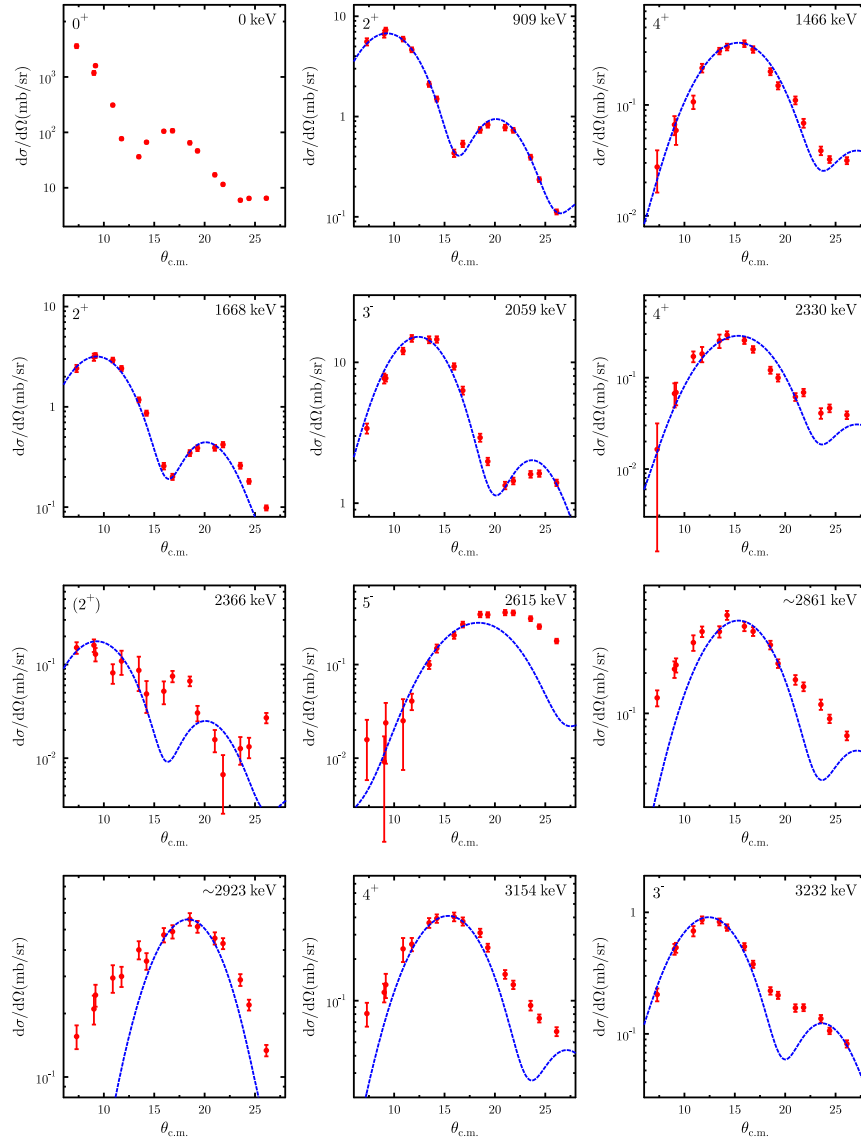 0⁺ 0 keV
dσ/dΩ(mb/sr)
10³
10²
10
10 15 20 25
θc.m.
2⁺ 909 keV
dσ/dΩ(mb/sr)
10
1
10⁻¹
10 15 20 25
θc.m.
4⁺ 1466 keV
dσ/dΩ(mb/sr)
10⁻¹
10⁻²
10 15 20 25
θc.m.
2⁺ 1668 keV
dσ/dΩ(mb/sr)
10
1
10⁻¹
10 15 20 25
θc.m.
3⁻ 2059 keV
dσ/dΩ(mb/sr)
10
1
10 15 20 25
θc.m.
4⁺ 2330 keV
dσ/dΩ(mb/sr)
10⁻¹
10⁻²
10 15 20 25
θc.m.
(2⁺) 2366 keV
dσ/dΩ(mb/sr)
10⁻¹
10⁻²
10 15 20 25
θc.m.
5⁻ 2615 keV
dσ/dΩ(mb/sr)
10⁻¹
10⁻²
10 15 20 25
θc.m.
~2861 keV
dσ/dΩ(mb/sr)
10⁻¹
10 15 20 25
θc.m.
~2923 keV
dσ/dΩ(mb/sr)
10⁻¹
10 15 20 25
θc.m.
4⁺ 3154 keV
dσ/dΩ(mb/sr)
10⁻¹
10 15 20 25
θc.m.
3⁻ 3232 keV
dσ/dΩ(mb/sr)
1
10⁻¹
10 15 20 25
θc.m.